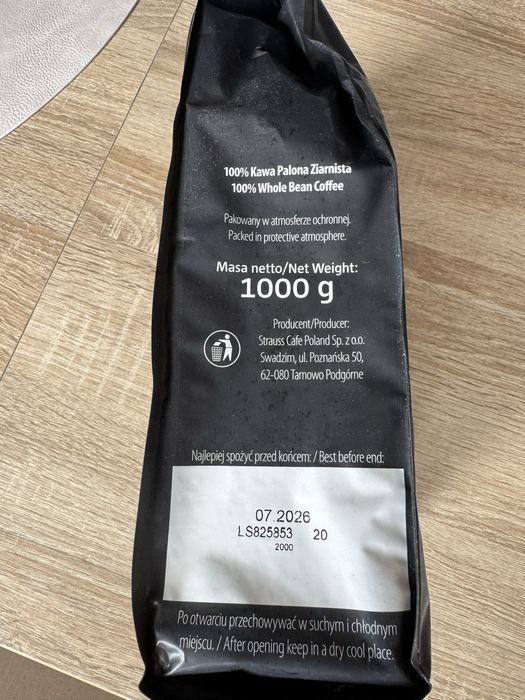 100% Kawa Palona Ziarnista
100% Whole Bean Coffee
Pakowany w atmosferze ochronnej.
Packed in protective atmosphere.
Masa netto/Net Weight:
1000 g
Producent/Producer:
Strauss Cafe Poland Sp. z o.o.
Swadzim, ul. Poznańska 50,
62-080 Tarnowo Podgórne
Najlepiej spożyć przed końcem: / Best before end:
07.2026
LS825853 20
2000
Po otwarciu przechowywać w suchym i chłodnym
miejscu. / After opening keep in a dry cool place.